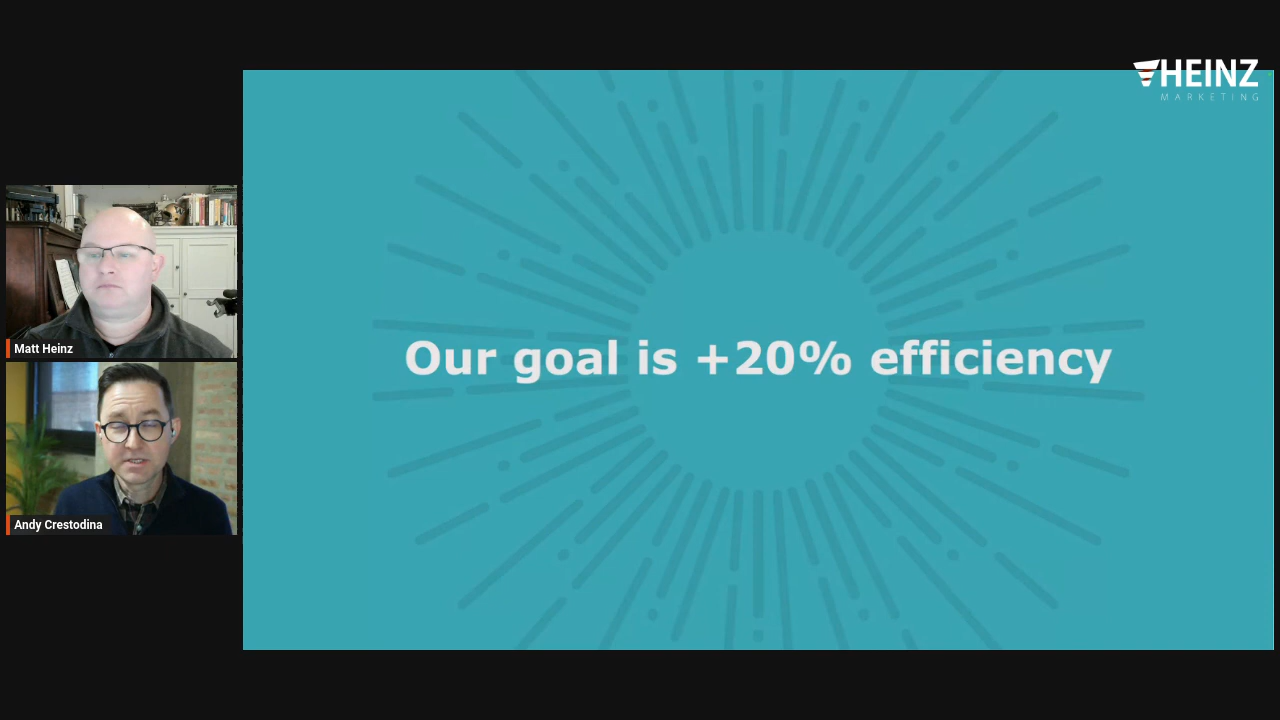 HEINZ
MARKETING
Our goal is +20% efficiency
Matt Heinz
Andy Crestodina